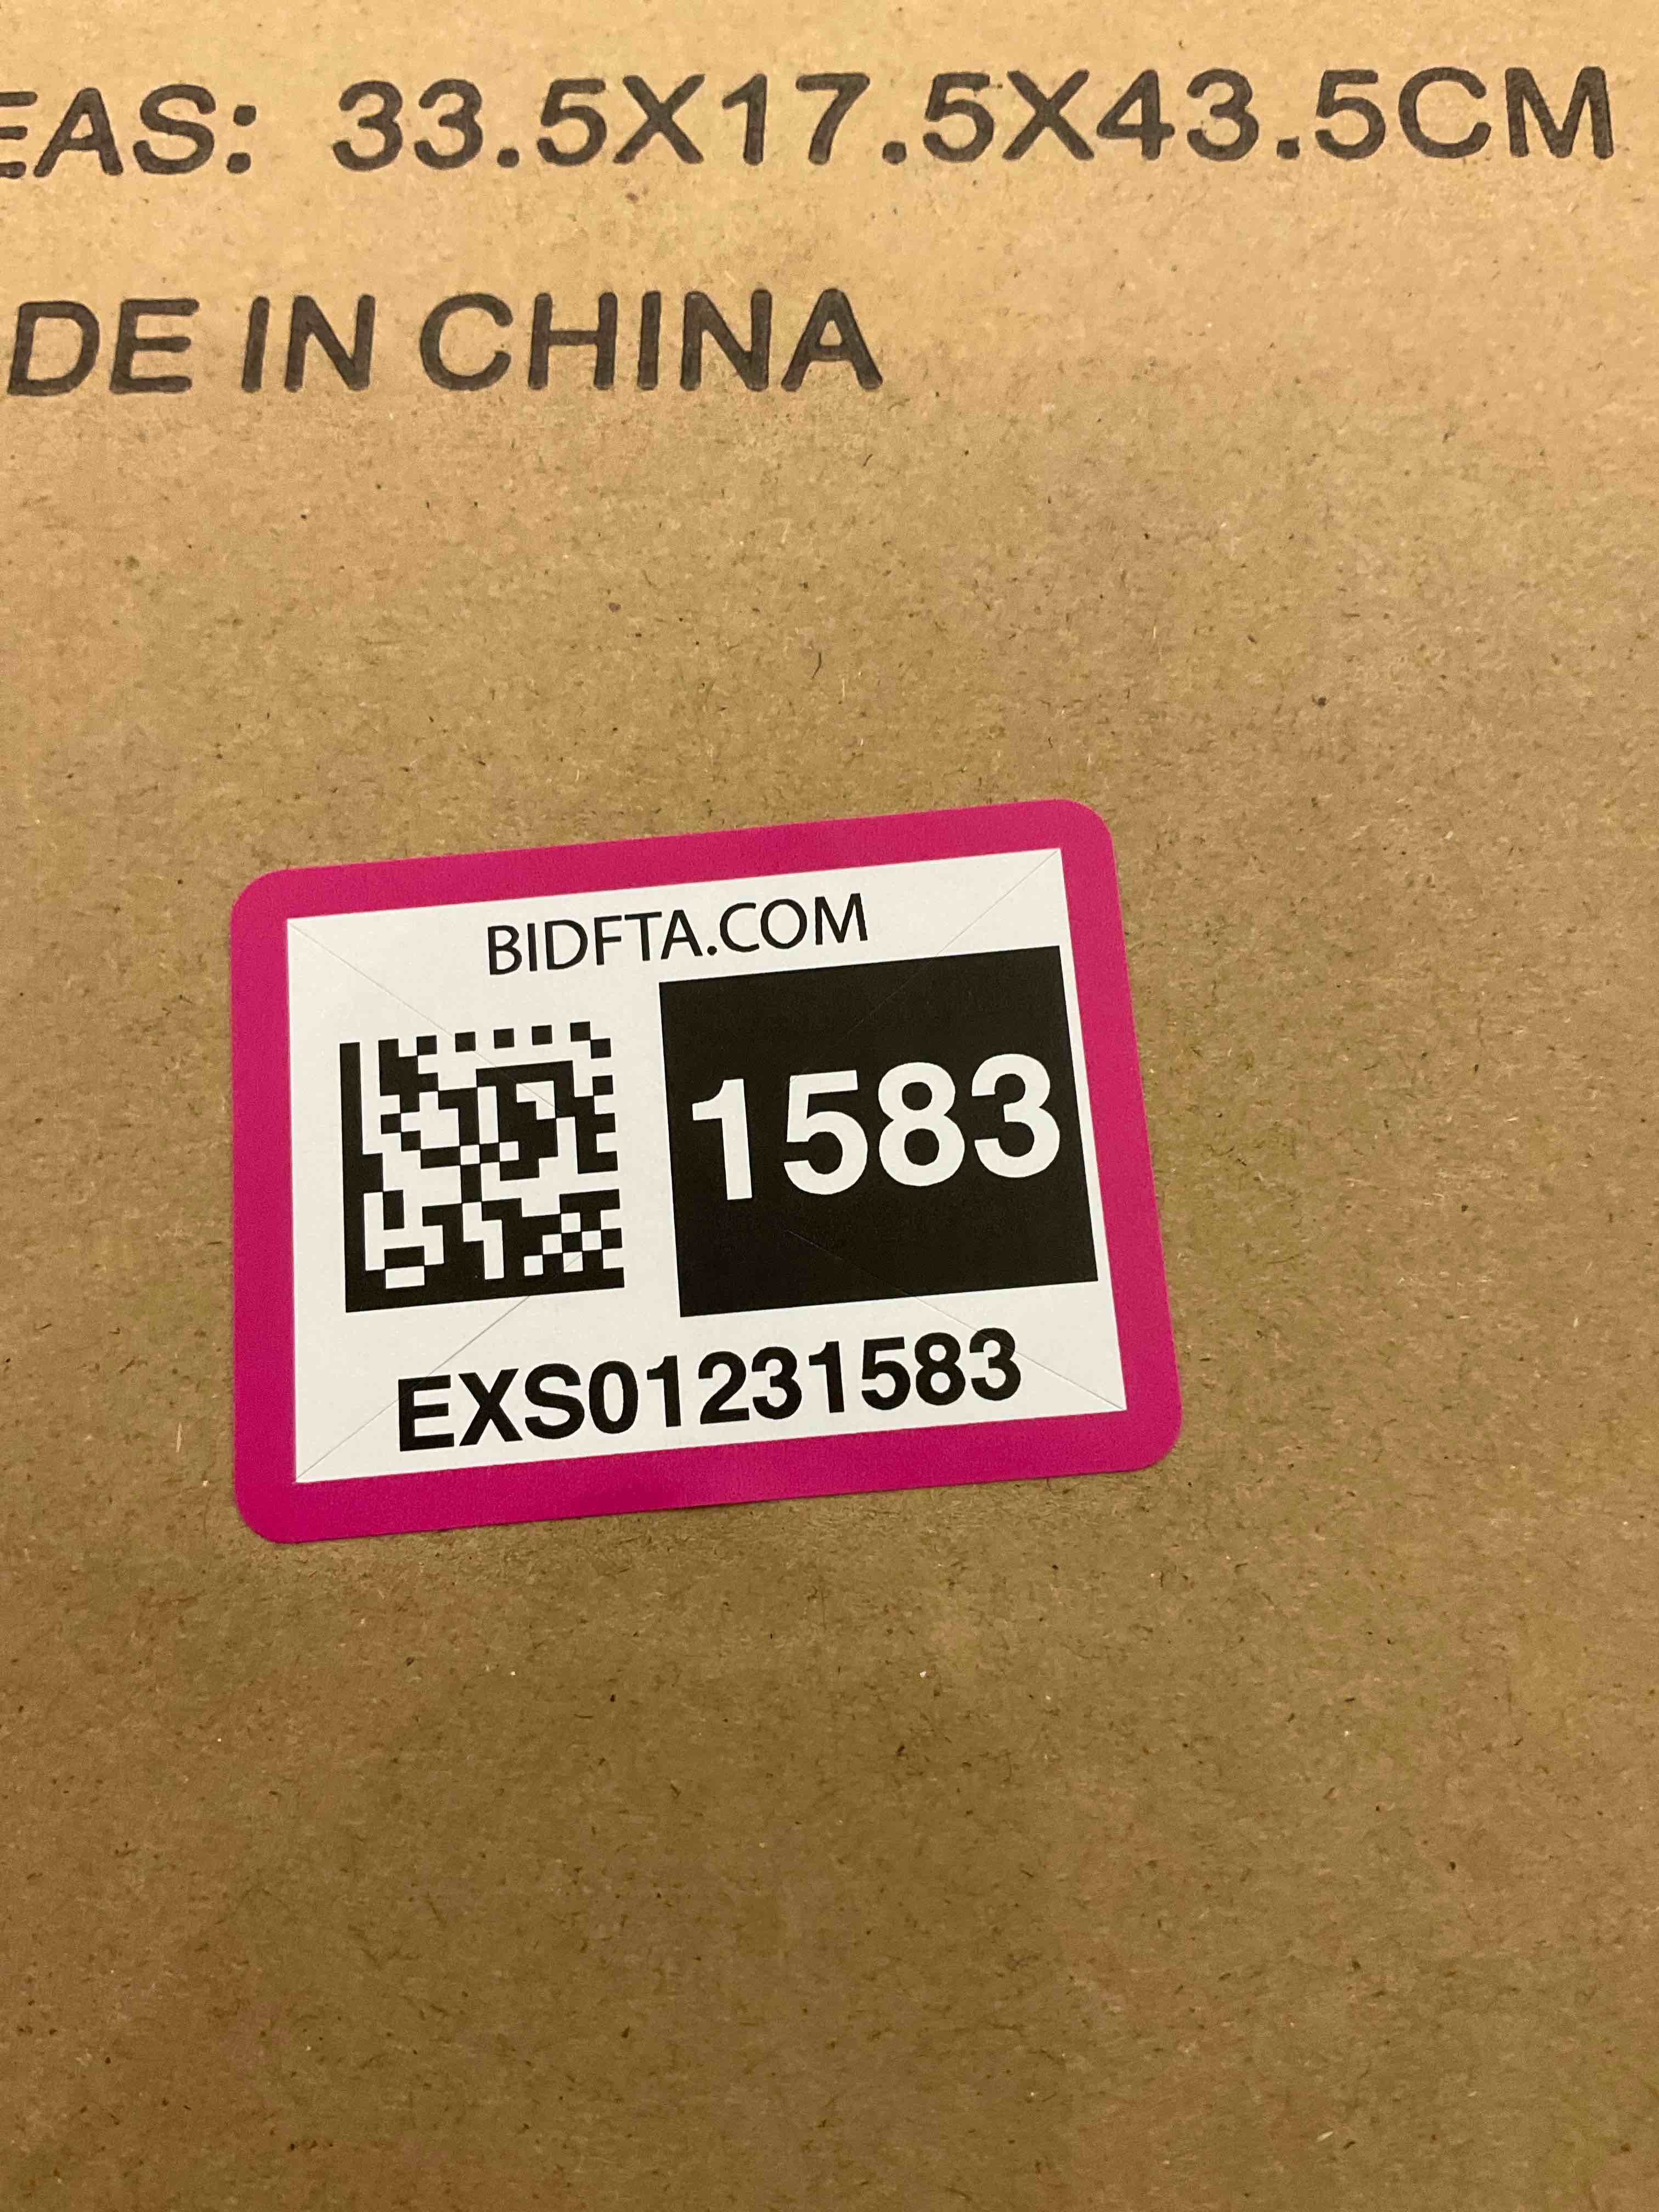 EAS: 33.5X17.5X43.5CM
DE IN CHINA
BIDFTA.COM
1583
EXS01231583